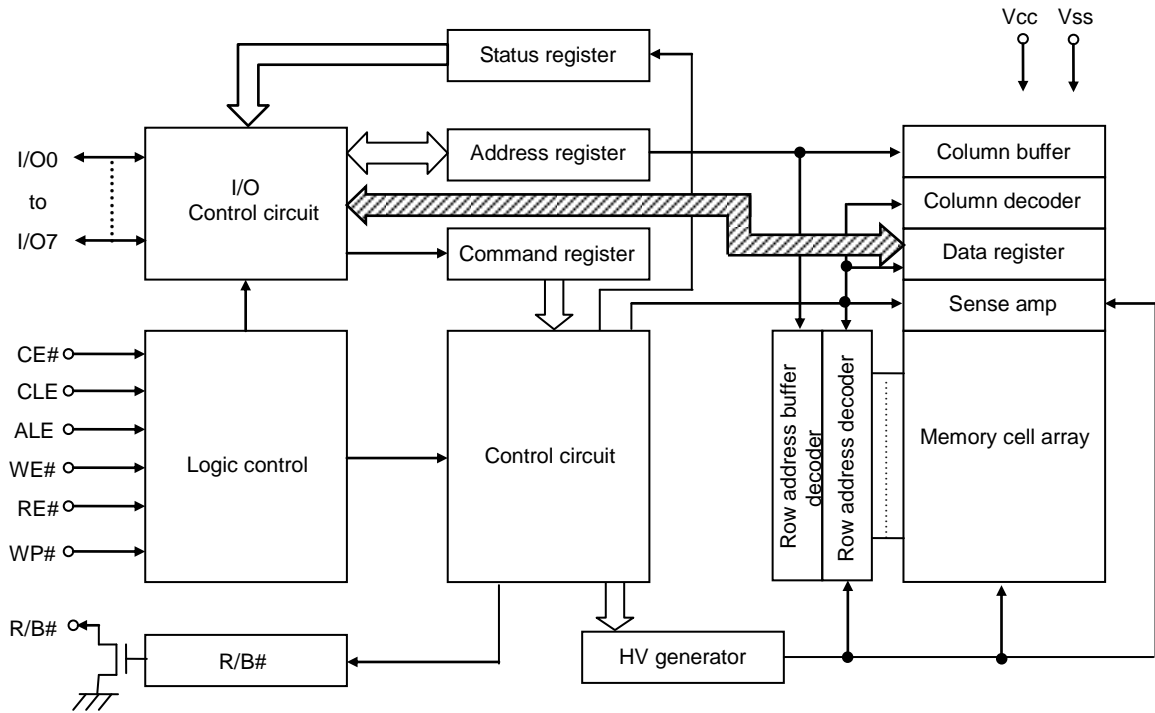 Vcc
Vss
Status register
I/O0
to
I/O7
I/O
Control circuit
Address register
Command register
Column buffer
Column decoder
Data register
Sense amp
CE#
CLE
ALE
WE#
RE#
WP#
Logic control
Control circuit
Row address buffer
decoder
Row address decoder
Memory cell array
R/B#
R/B#
HV generator